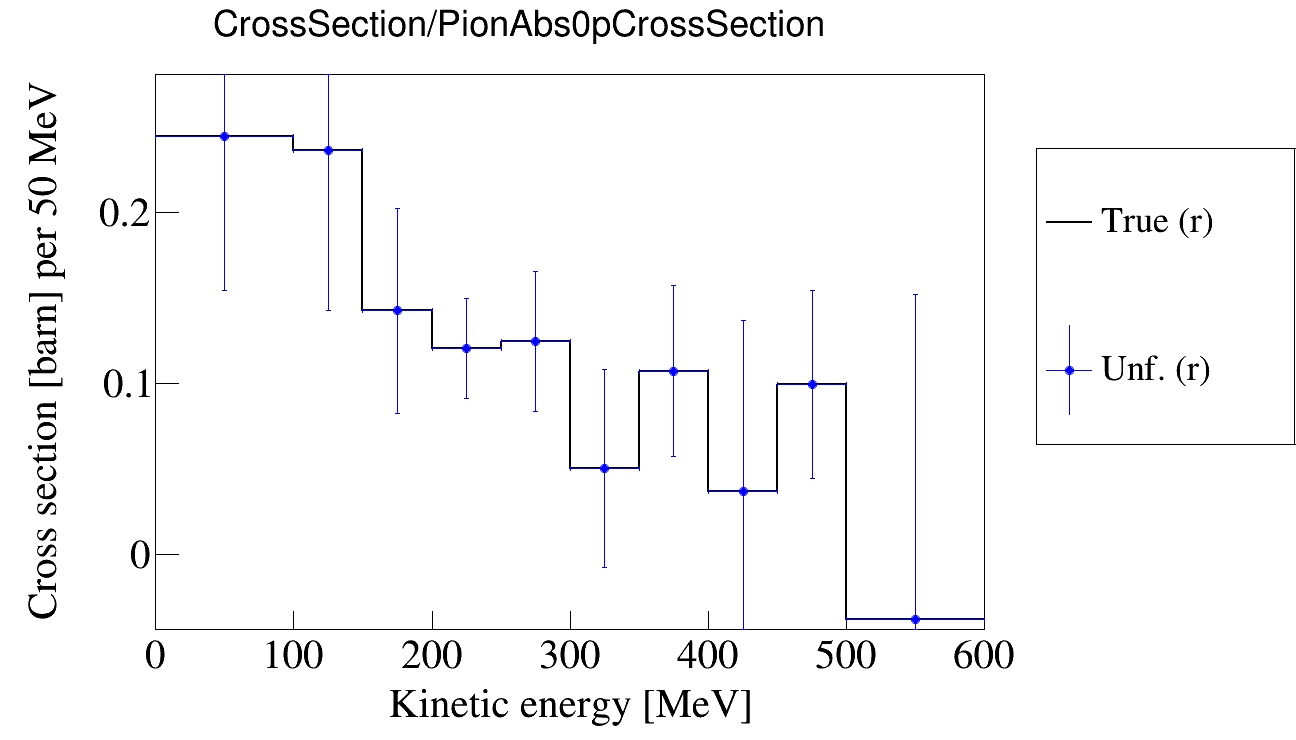 CrossSection/PionAbs0pCrossSection
Cross section [barn] per 50 MeV
0.2
0.1
0
0 100 200 300 400 500 600
Kinetic energy [MeV]
True (r)
Unf. (r)